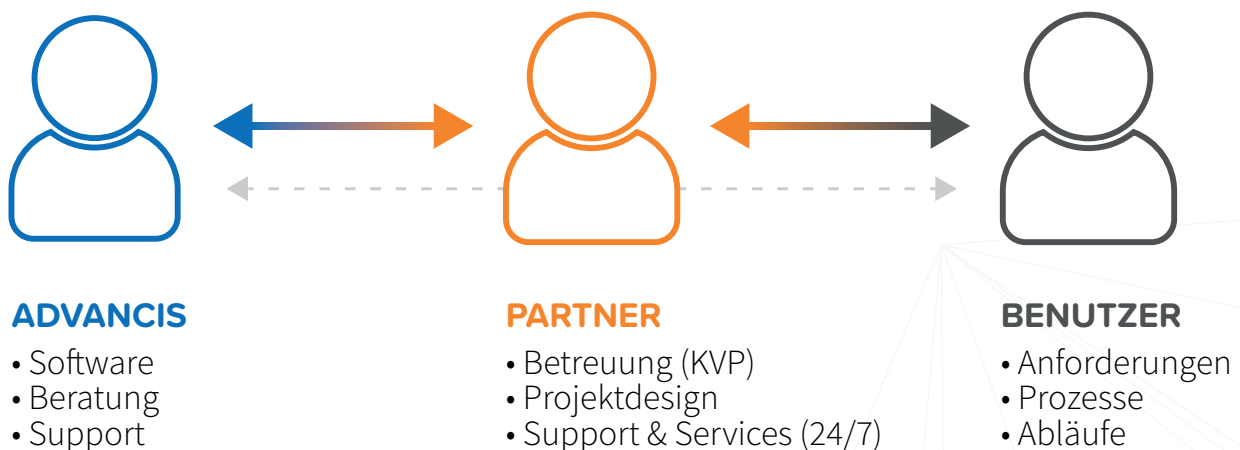 ADVANCIS
• Software
• Beratung
• Support
PARTNER
• Betreuung (KVP)
• Projektdesign
• Support & Services (24/7)
BENUTZER
• Anforderungen
• Prozesse
• Abläufe